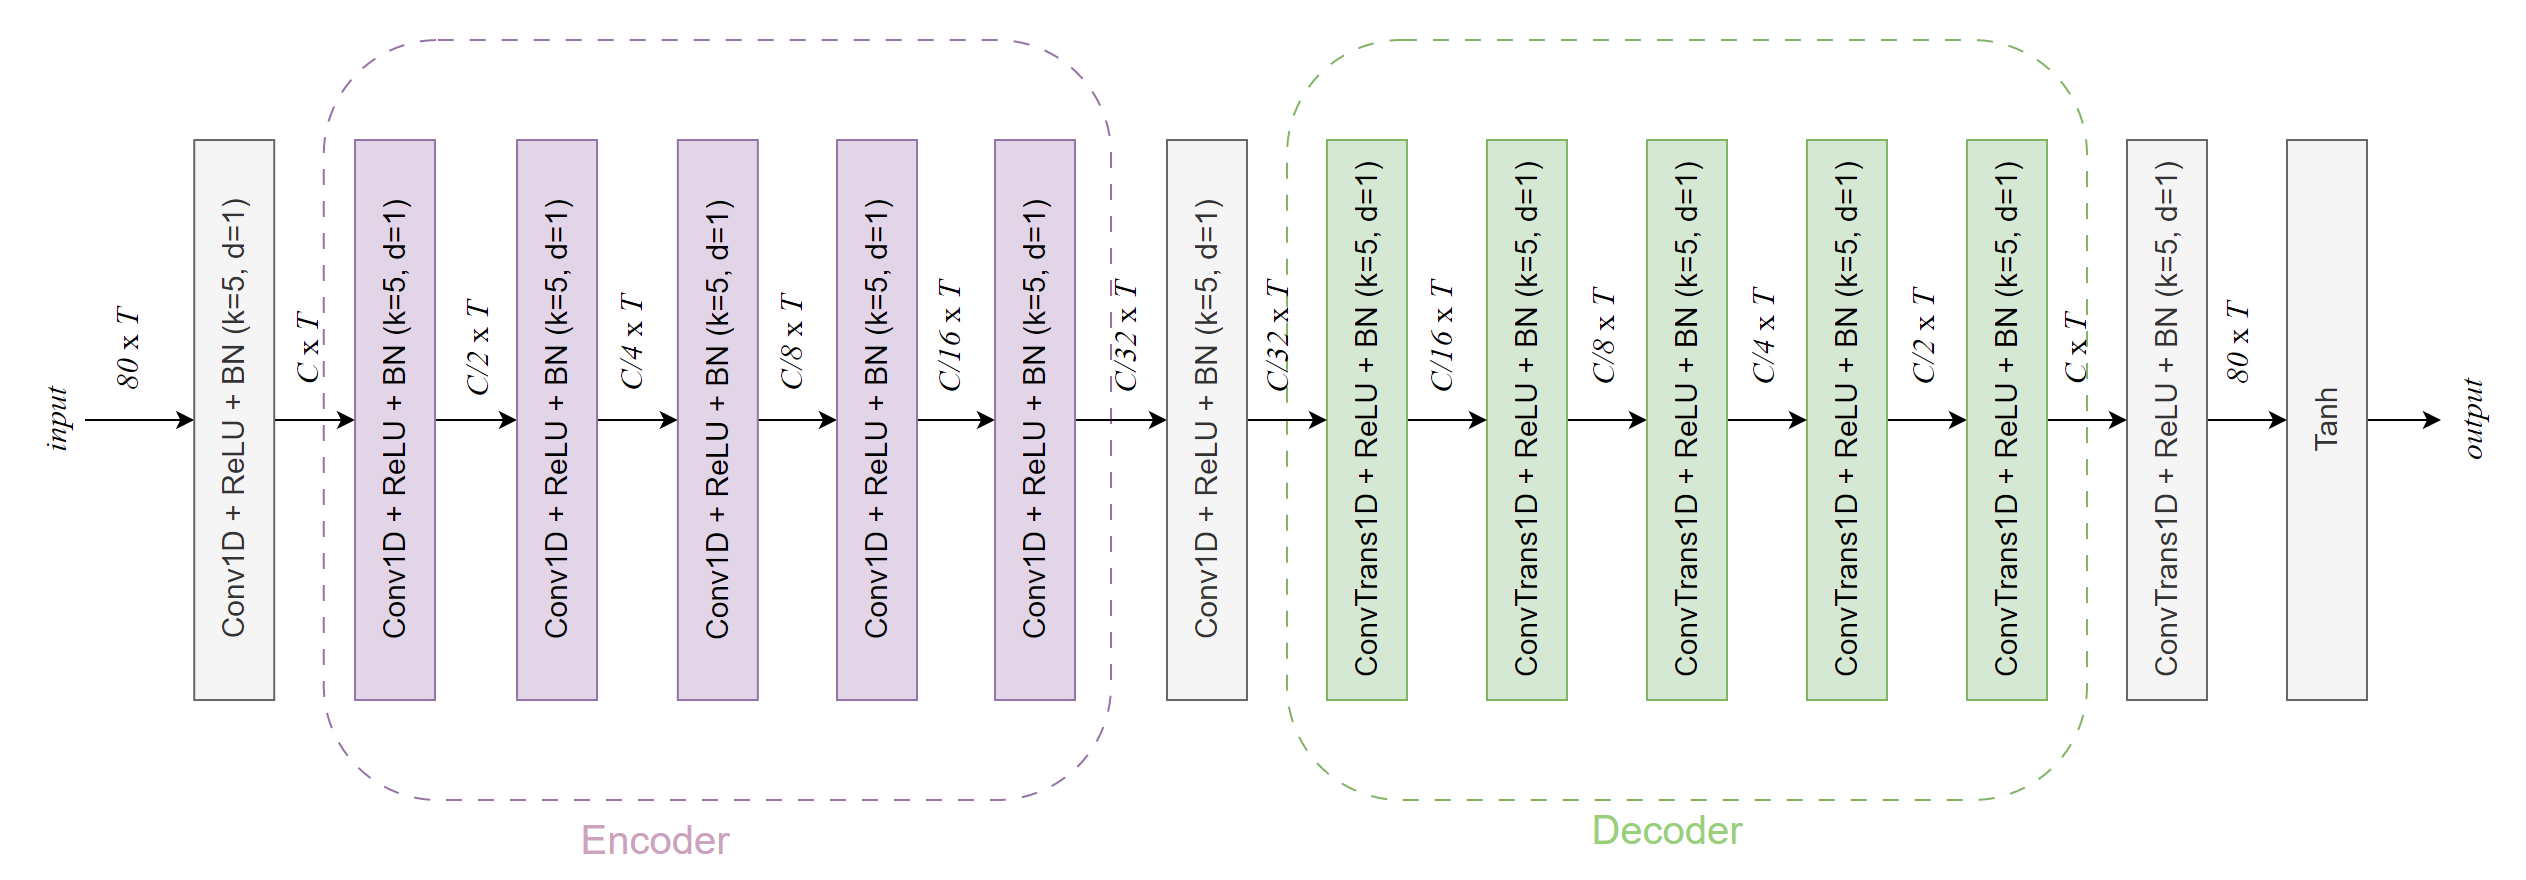 input
80 x T
Conv1D + ReLU + BN (k=5, d=1)
C x T
Conv1D + ReLU + BN (k=5, d=1)
C/2 x T
Conv1D + ReLU + BN (k=5, d=1)
C/4 x T
Conv1D + ReLU + BN (k=5, d=1)
C/8 x T
Conv1D + ReLU + BN (k=5, d=1)
C/16 x T
Conv1D + ReLU + BN (k=5, d=1)
C/32 x T
Encoder
Conv1D + ReLU + BN (k=5, d=1)
C/32 x T
ConvTrans1D + ReLU + BN (k=5, d=1)
C/16 x T
ConvTrans1D + ReLU + BN (k=5, d=1)
C/8 x T
ConvTrans1D + ReLU + BN (k=5, d=1)
C/4 x T
ConvTrans1D + ReLU + BN (k=5, d=1)
C/2 x T
ConvTrans1D + ReLU + BN (k=5, d=1)
C x T
Decoder
ConvTrans1D + ReLU + BN (k=5, d=1)
80 x T
Tanh
output